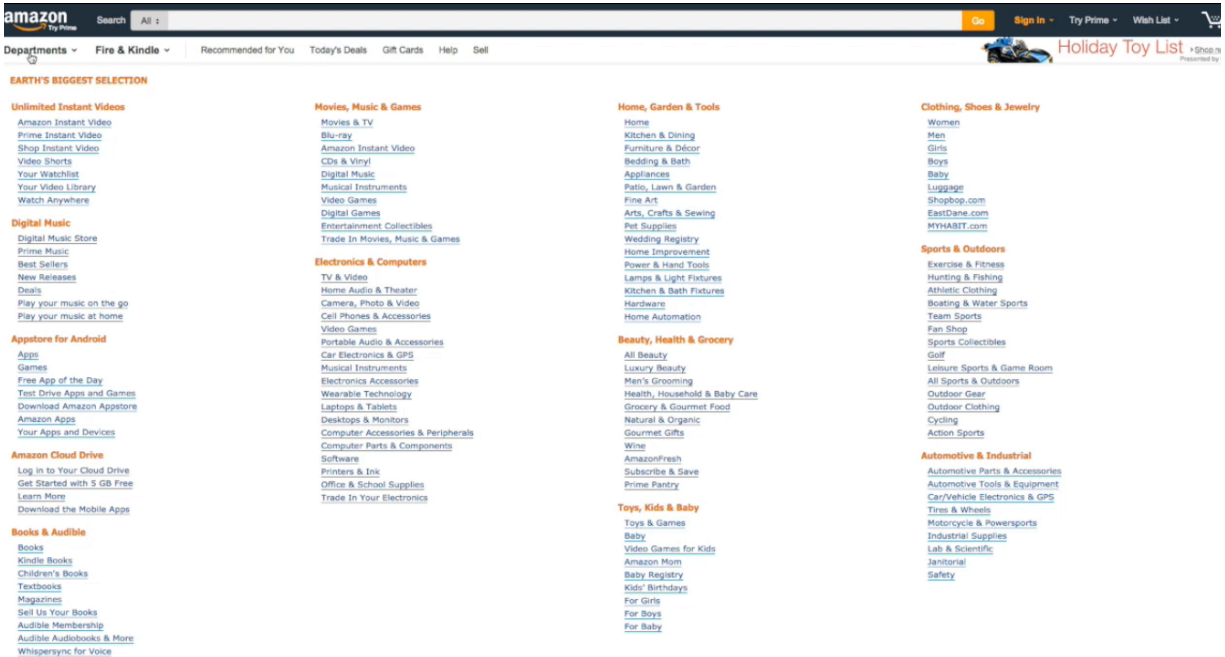 amazon
Try Prime
Search
All
Go
Sign in
Try Prime
Wish List
Departments
Fire & Kindle
Recommended for You
Today's Deals
Gift Cards
Help
Sell
Holiday Toy List
Shop
Presented by
EARTH'S BIGGEST SELECTION
Unlimited Instant Videos
Amazon Instant Video
Prime Instant Video
Shop Instant Video
Video Shorts
Your Watchlist
Your Video Library
Watch Anywhere
Digital Music
Digital Music Store
Prime Music
Best Sellers
New Releases
Deals
Play your music on the go
Play your music at home
Appstore for Android
Apps
Games
Free App of the Day
Test Drive Apps and Games
Download Amazon Appstore
Amazon Apps
Your Apps and Devices
Amazon Cloud Drive
Log in to Your Cloud Drive
Get Started with 5 GB Free
Learn More
Download the Mobile Apps
Books & Audible
Books
Kindle Books
Children's Books
Textbooks
Magazines
Sell Us Your Books
Audible Membership
Audible Audiobooks & More
Whispersync for Voice
Movies, Music & Games
Movies & TV
Blu-ray
Amazon Instant Video
CDs & Vinyl
Digital Music
Musical Instruments
Video Games
Digital Games
Entertainment Collectibles
Trade In Movies, Music & Games
Electronics & Computers
TV & Video
Home Audio & Theater
Camera, Photo & Video
Cell Phones & Accessories
Video Games
Portable Audio & Accessories
Car Electronics & GPS
Musical Instruments
Electronics Accessories
Wearable Technology
Laptops & Tablets
Desktops & Monitors
Computer Accessories & Peripherals
Computer Parts & Components
Software
Printers & Ink
Office & School Supplies
Trade In Your Electronics
Home, Garden & Tools
Home
Kitchen & Dining
Furniture & Décor
Bedding & Bath
Appliances
Patio, Lawn & Garden
Fine Art
Arts, Crafts & Sewing
Pet Supplies
Wedding Registry
Home Improvement
Power & Hand Tools
Lamps & Light Fixtures
Kitchen & Bath Fixtures
Hardware
Home Automation
Beauty, Health & Grocery
All Beauty
Luxury Beauty
Men's Grooming
Health, Household & Baby Care
Grocery & Gourmet Food
Natural & Organic
Gourmet Gifts
Wine
AmazonFresh
Subscribe & Save
Prime Pantry
Toys, Kids & Baby
Toys & Games
Baby
Video Games for Kids
Amazon Mom
Baby Registry
Kids' Birthdays
For Girls
For Boys
For Baby
Clothing, Shoes & Jewelry
Women
Men
Girls
Boys
Baby
Luggage
Shopbop.com
EastDane.com
MYHABIT.com
Sports & Outdoors
Exercise & Fitness
Hunting & Fishing
Athletic Clothing
Boating & Water Sports
Team Sports
Fan Shop
Sports Collectibles
Golf
Leisure Sports & Game Room
All Sports & Outdoors
Outdoor Gear
Outdoor Clothing
Cycling
Action Sports
Automotive & Industrial
Automotive Parts & Accessories
Automotive Tools & Equipment
Car/Vehicle Electronics & GPS
Tires & Wheels
Motorcycle & Powersports
Industrial Supplies
Lab & Scientific
Janitorial
Safety